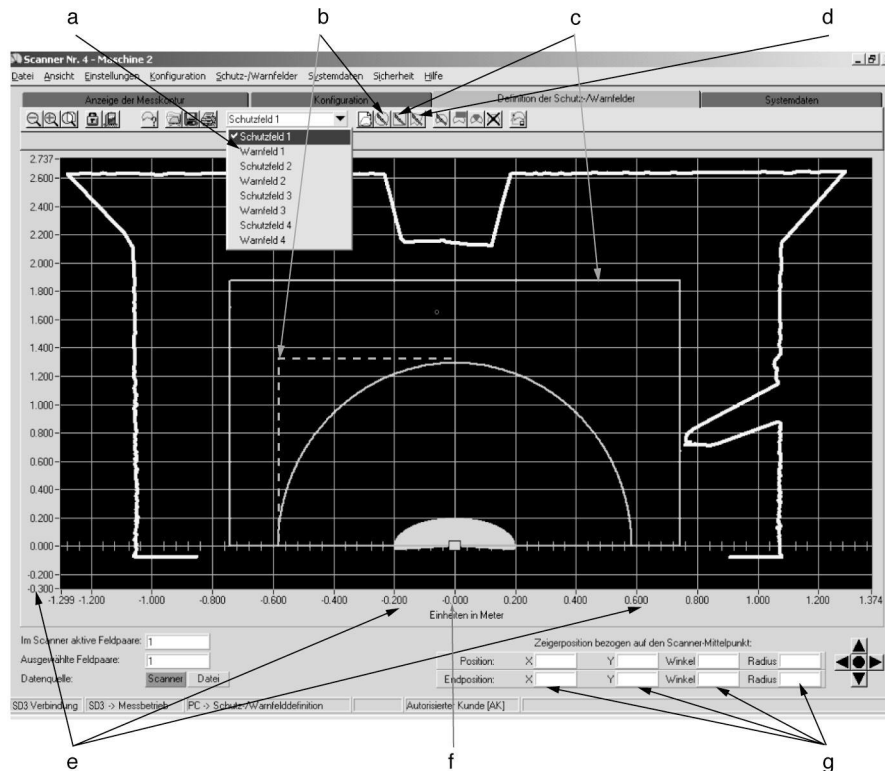 a b c d
Scanner Nr. 4 - Maschine 2
Datei Ansicht Einstellungen Konfiguration Schutz-/Warnfelder Systemdaten Sicherheit Hilfe
Anzeige der Messkontur Konfiguration Definition der Schutz-/Warnfelder Systemdaten
Schutzfeld 1
Schutzfeld 1
Warnfeld 1
Schutzfeld 2
Warnfeld 2
Schutzfeld 3
Warnfeld 3
Schutzfeld 4
Warnfeld 4
2.737
2.600
2.400
2.200
2.000
1.800
1.600
1.400
1.200
1.000
0.800
0.600
0.400
0.200
0.000
-0.200
-0.300
-1.299 -1.200 -1.000 -0.800 -0.600 -0.400 -0.200 -0.000 0.200 0.400 0.600 0.800 1.000 1.200 1.374
Einheiten in Meter
Im Scanner aktive Feldpaare: 1
Ausgewählte Feldpaare: 1
Datenquelle: Scanner Datei
Zeigerposition bezogen auf den Scanner-Mittelpunkt:
Position: X Y Winkel Radius
Endposition: X Y Winkel Radius
SD3 Verbindung SD3 -> Messbetrieb PC -> Schutz-/Warnfelddefinition Autorisierter Kunde [AK]
e f g